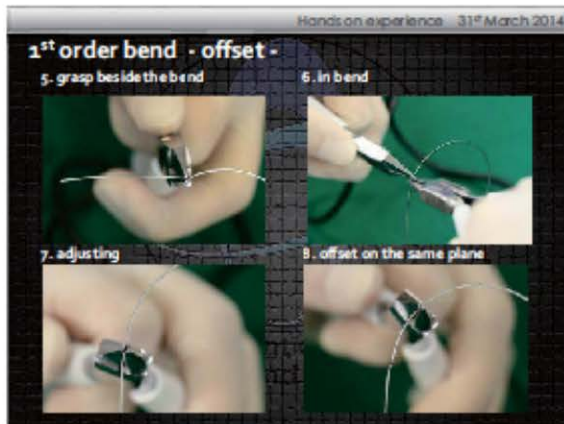 Hands on experience 31st March 2014
1st order bend - offset -
5. grasp beside the bend
6. in bend
7. adjusting
8. offset on the same plane